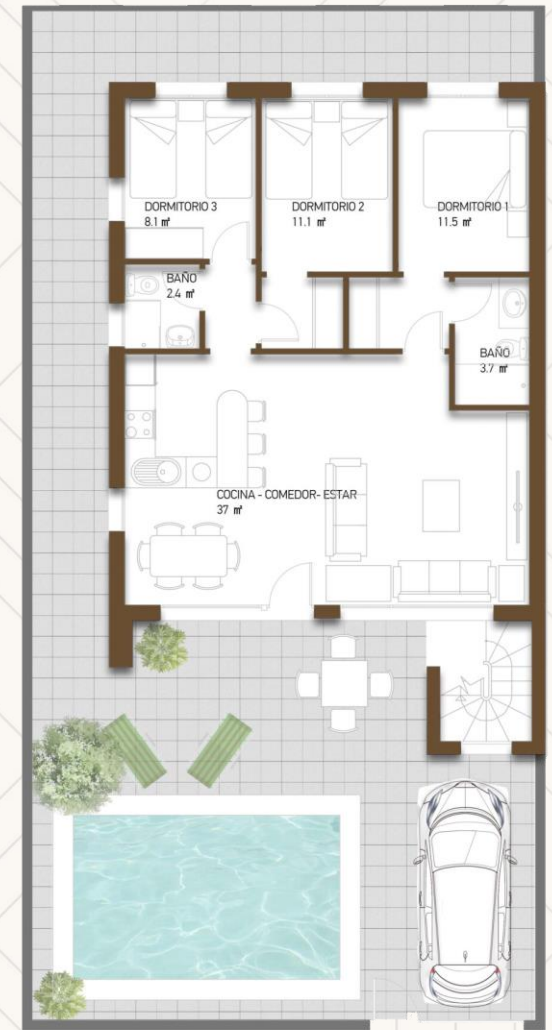 DORMITORIO 3
8.1 ㎡
DORMITORIO 2
11.1 ㎡
DORMITORIO 1
11.5 ㎡
BAÑO
2.4 ㎡
BAÑO
3.7 ㎡
COCINA - COMEDOR- ESTAR
37 ㎡